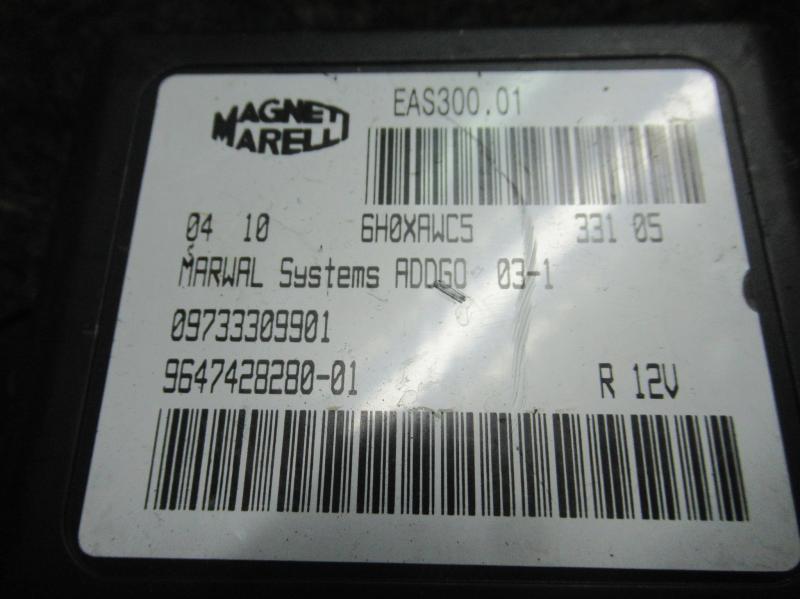 MAGNETI
MARELLI
EAS300.01
04 10 6H0XAWC5 331 05
MARWAL Systems ADDGO 03-1
09733309901
9647428280-01 R 12V